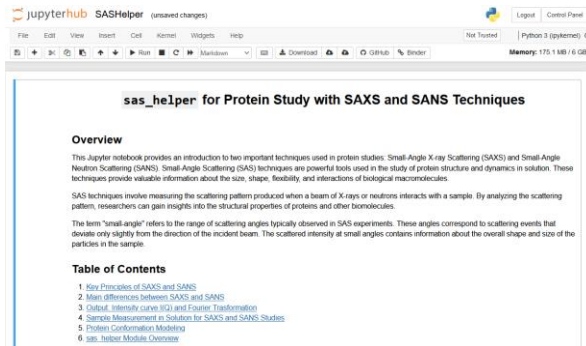 jupyterhub SASHelper (unsaved changes)
Logout Control Panel
File Edit View Insert Cell Kernel Widgets Help
Not Trusted Python 3 (ipykernel)
Run Markdown Download GitHub Binder Memory: 175.1 MB / 6 GB
sas_helper for Protein Study with SAXS and SANS Techniques
Overview
This Jupyter notebook provides an introduction to two important techniques used in protein studies: Small-Angle X-ray Scattering (SAXS) and Small-Angle
Neutron Scattering (SANS). Small-Angle Scattering (SAS) techniques are powerful tools used in the study of protein structure and dynamics in solution. These
techniques provide valuable information about the size, shape, flexibility, and interactions of biological macromolecules.
SAS techniques involve measuring the scattering pattern produced when a beam of X-rays or neutrons interacts with a sample. By analyzing the scattering
pattern, researchers can gain insights into the structural properties of proteins and other biomolecules.
The term "small-angle" refers to the range of scattering angles typically observed in SAS experiments. These angles correspond to scattering events that
deviate only slightly from the direction of the incident beam. The scattered intensity at small angles contains information about the overall shape and size of the
particles in the sample.
Table of Contents
1. Key Principles of SAXS and SANS
2. Main differences between SAXS and SANS
3. Output: Intensity curve I(Q) and Fourier Trasformation
4. Sample Measurement in Solution for SAXS and SANS Studies
5. Protein Conformation Modeling
6. sas_helper Module Overview